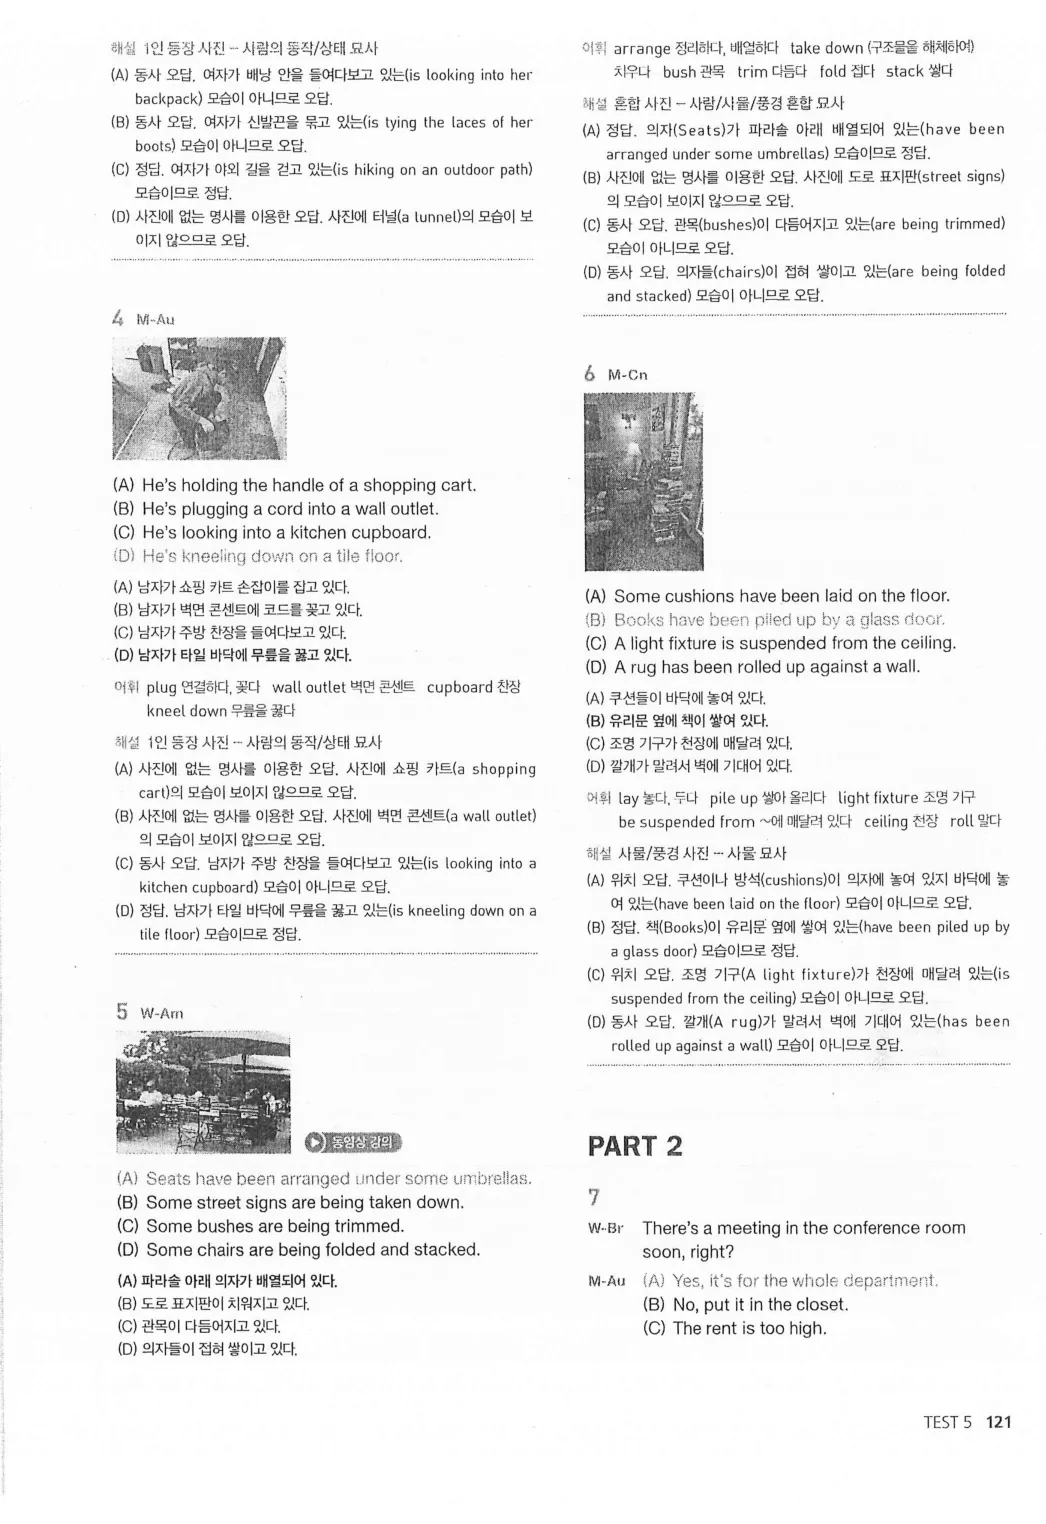 해설 1인 등장 사진 – 사람의 동작/상태 묘사
(A) 동사 오답. 여자가 배낭 안을 들여다보고 있는(is looking into her
backpack) 모습이 아니므로 오답.
(B) 동사 오답. 여자가 신발끈을 묶고 있는(is tying the laces of her
boots) 모습이 아니므로 오답.
(C) 정답. 여자가 야외 길을 걷고 있는(is hiking on an outdoor path)
모습이므로 정답.
(D) 사진에 없는 명사를 이용한 오답. 사진에 터널(a tunnel)의 모습이 보
이지 않으므로 오답.
4 M-Au
(A) He's holding the handle of a shopping cart.
(B) He's plugging a cord into a wall outlet.
(C) He's looking into a kitchen cupboard.
(D) He's kneeling down on a tile floor.
(A) 남자가 쇼핑 카트 손잡이를 잡고 있다.
(B) 남자가 벽면 콘센트에 코드를 꽂고 있다.
(C) 남자가 주방 찬장을 들여다보고 있다.
(D) 남자가 타일 바닥에 무릎을 꿇고 있다.
어휘 plug 연결하다, 꽂다 wall outlet 벽면 콘센트 cupboard 찬장
kneel down 무릎을 꿇다
해설 1인 등장 사진 – 사람의 동작/상태 묘사
(A) 사진에 없는 명사를 이용한 오답. 사진에 쇼핑 카트(a shopping
cart)의 모습이 보이지 않으므로 오답.
(B) 사진에 없는 명사를 이용한 오답. 사진에 벽면 콘센트(a wall outlet)
의 모습이 보이지 않으므로 오답.
(C) 동사 오답. 남자가 주방 찬장을 들여다보고 있는(is looking into a
kitchen cupboard) 모습이 아니므로 오답.
(D) 정답. 남자가 타일 바닥에 무릎을 꿇고 있는(is kneeling down on a
tile floor) 모습이므로 정답.
5 W-Am
동영상 강의
(A) Seats have been arranged under some umbrellas.
(B) Some street signs are being taken down.
(C) Some bushes are being trimmed.
(D) Some chairs are being folded and stacked.
(A) 파라솔 아래 의자가 배열되어 있다.
(B) 도로 표지판이 치워지고 있다.
(C) 관목이 다듬어지고 있다.
(D) 의자들이 접혀 쌓이고 있다.
어휘 arrange 정리하다, 배열하다 take down (구조물을 해체하여)
치우다 bush 관목 trim 다듬다 fold 접다 stack 쌓다
해설 혼합 사진 – 사람/사물/풍경 혼합 묘사
(A) 정답. 의자(Seats)가 파라솔 아래 배열되어 있는(have been
arranged under some umbrellas) 모습이므로 정답.
(B) 사진에 없는 명사를 이용한 오답. 사진에 도로 표지판(street signs)
의 모습이 보이지 않으므로 오답.
(C) 동사 오답. 관목(bushes)이 다듬어지고 있는(are being trimmed)
모습이 아니므로 오답.
(D) 동사 오답. 의자들(chairs)이 접혀 쌓이고 있는(are being folded
and stacked) 모습이 아니므로 오답.
6 M-Cn
(A) Some cushions have been laid on the floor.
(B) Books have been piled up by a glass door.
(C) A light fixture is suspended from the ceiling.
(D) A rug has been rolled up against a wall.
(A) 쿠션들이 바닥에 놓여 있다.
(B) 유리문 옆에 책이 쌓여 있다.
(C) 조명 기구가 천장에 매달려 있다.
(D) 깔개가 말려서 벽에 기대어 있다.
어휘 lay 놓다, 두다 pile up 쌓아 올리다 light fixture 조명 기구
be suspended from ~에 매달려 있다 ceiling 천장 roll 말다
해설 사물/풍경 사진 – 사물 묘사
(A) 위치 오답. 쿠션이나 방석(cushions)이 의자에 놓여 있지 바닥에 놓
여 있는(have been laid on the floor) 모습이 아니므로 오답.
(B) 정답. 책(Books)이 유리문 옆에 쌓여 있는(have been piled up by
a glass door) 모습이므로 정답.
(C) 위치 오답. 조명 기구(A light fixture)가 천장에 매달려 있는(is
suspended from the ceiling) 모습이 아니므로 오답.
(D) 동사 오답. 깔개(A rug)가 말려서 벽에 기대어 있는(has been
rolled up against a wall) 모습이 아니므로 오답.
PART 2
7
W-Br There's a meeting in the conference room
soon, right?
M-Au (A) Yes, it's for the whole department.
(B) No, put it in the closet.
(C) The rent is too high.
TEST 5 121